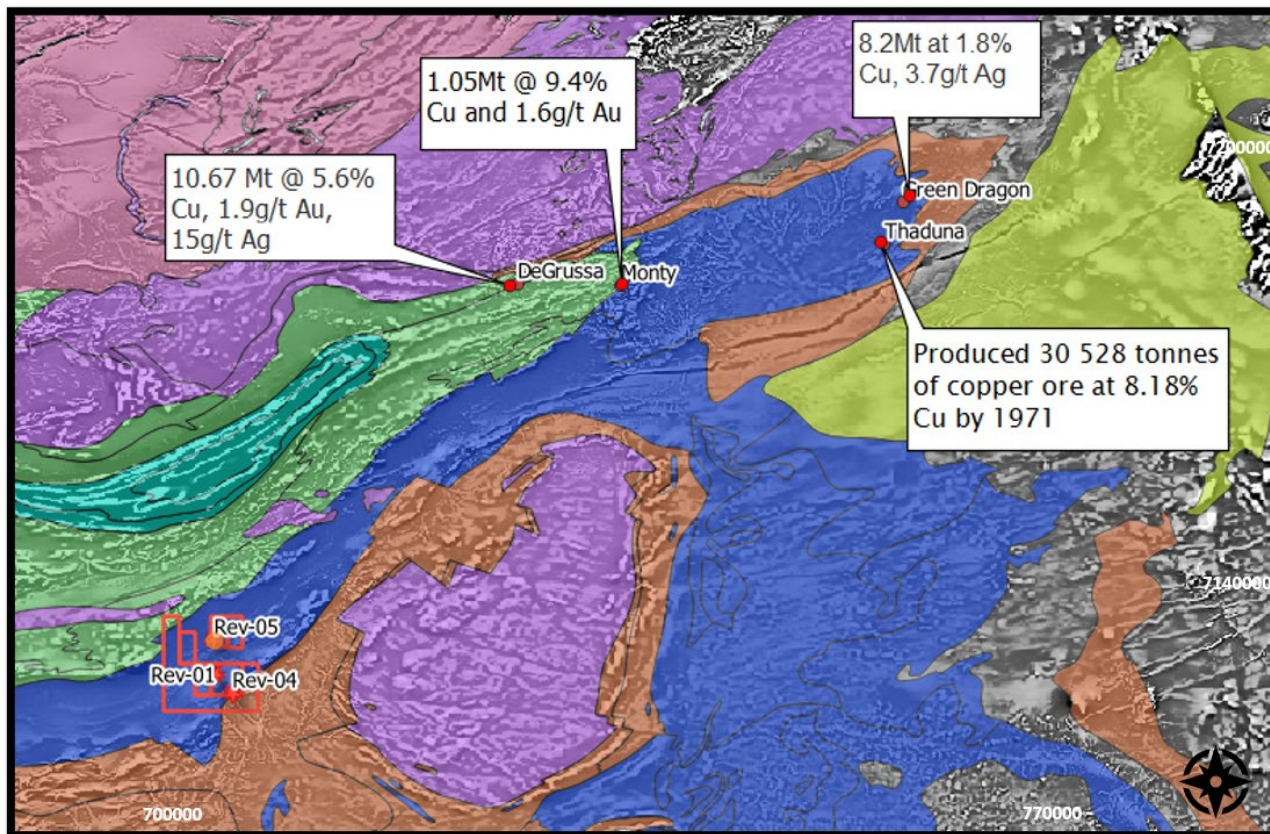 8.2Mt at 1.8%
Cu, 3.7g/t Ag
1.05Mt @ 9.4%
Cu and 1.6g/t Au
10.67 Mt @ 5.6%
Cu, 1.9g/t Au,
15g/t Ag
7200000
Green Dragon
Thaduna
DeGrussa
Monty
Produced 30 528 tonnes
of copper ore at 8.18%
Cu by 1971
7140000
Rev-05
Rev-01
Rev-04
700000
770000